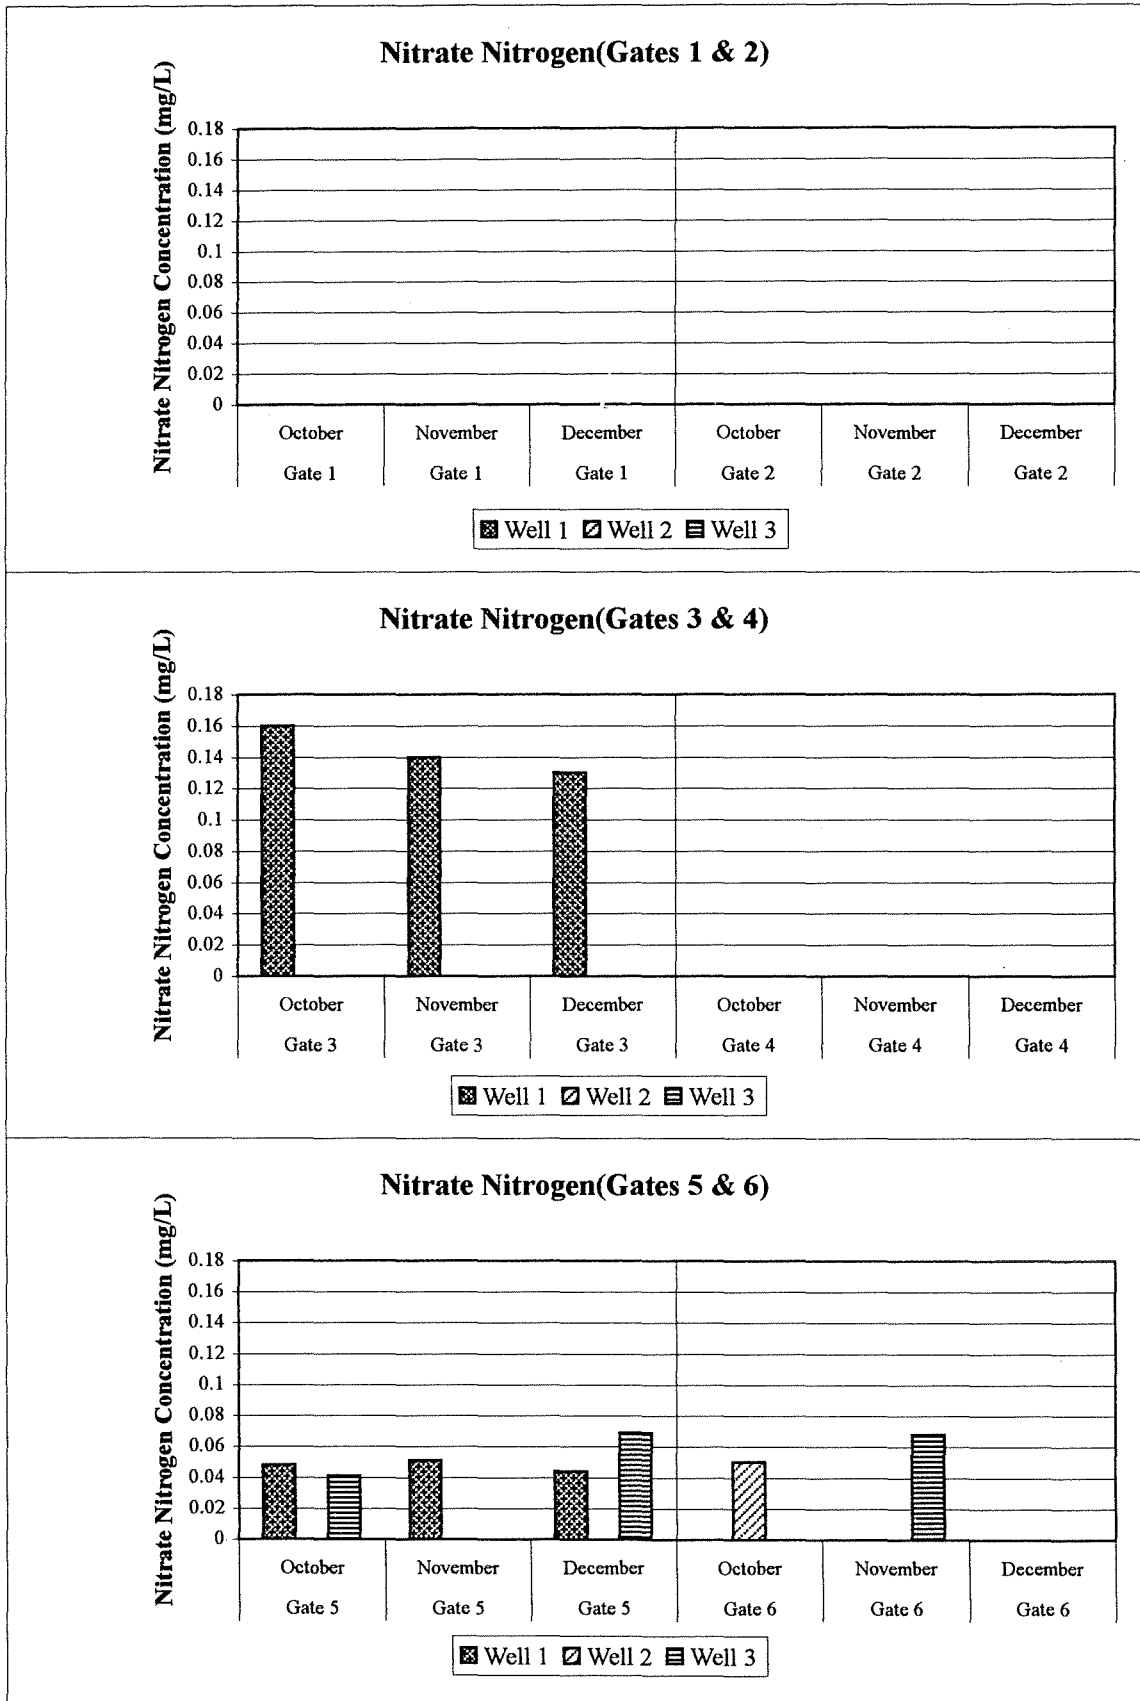 Nitrate Nitrogen(Gates 1 & 2)
Nitrate Nitrogen Concentration (mg/L)
0.18
0.16
0.14
0.12
0.1
0.08
0.06
0.04
0.02
0
October November December October November December
Gate 1 Gate 1 Gate 1 Gate 2 Gate 2 Gate 2
Well 1 Well 2 Well 3
Nitrate Nitrogen(Gates 3 & 4)
Nitrate Nitrogen Concentration (mg/L)
0.18
0.16
0.14
0.12
0.1
0.08
0.06
0.04
0.02
0
October November December October November December
Gate 3 Gate 3 Gate 3 Gate 4 Gate 4 Gate 4
Well 1 Well 2 Well 3
Nitrate Nitrogen(Gates 5 & 6)
Nitrate Nitrogen Concentration (mg/L)
0.18
0.16
0.14
0.12
0.1
0.08
0.06
0.04
0.02
0
October November December October November December
Gate 5 Gate 5 Gate 5 Gate 6 Gate 6 Gate 6
Well 1 Well 2 Well 3